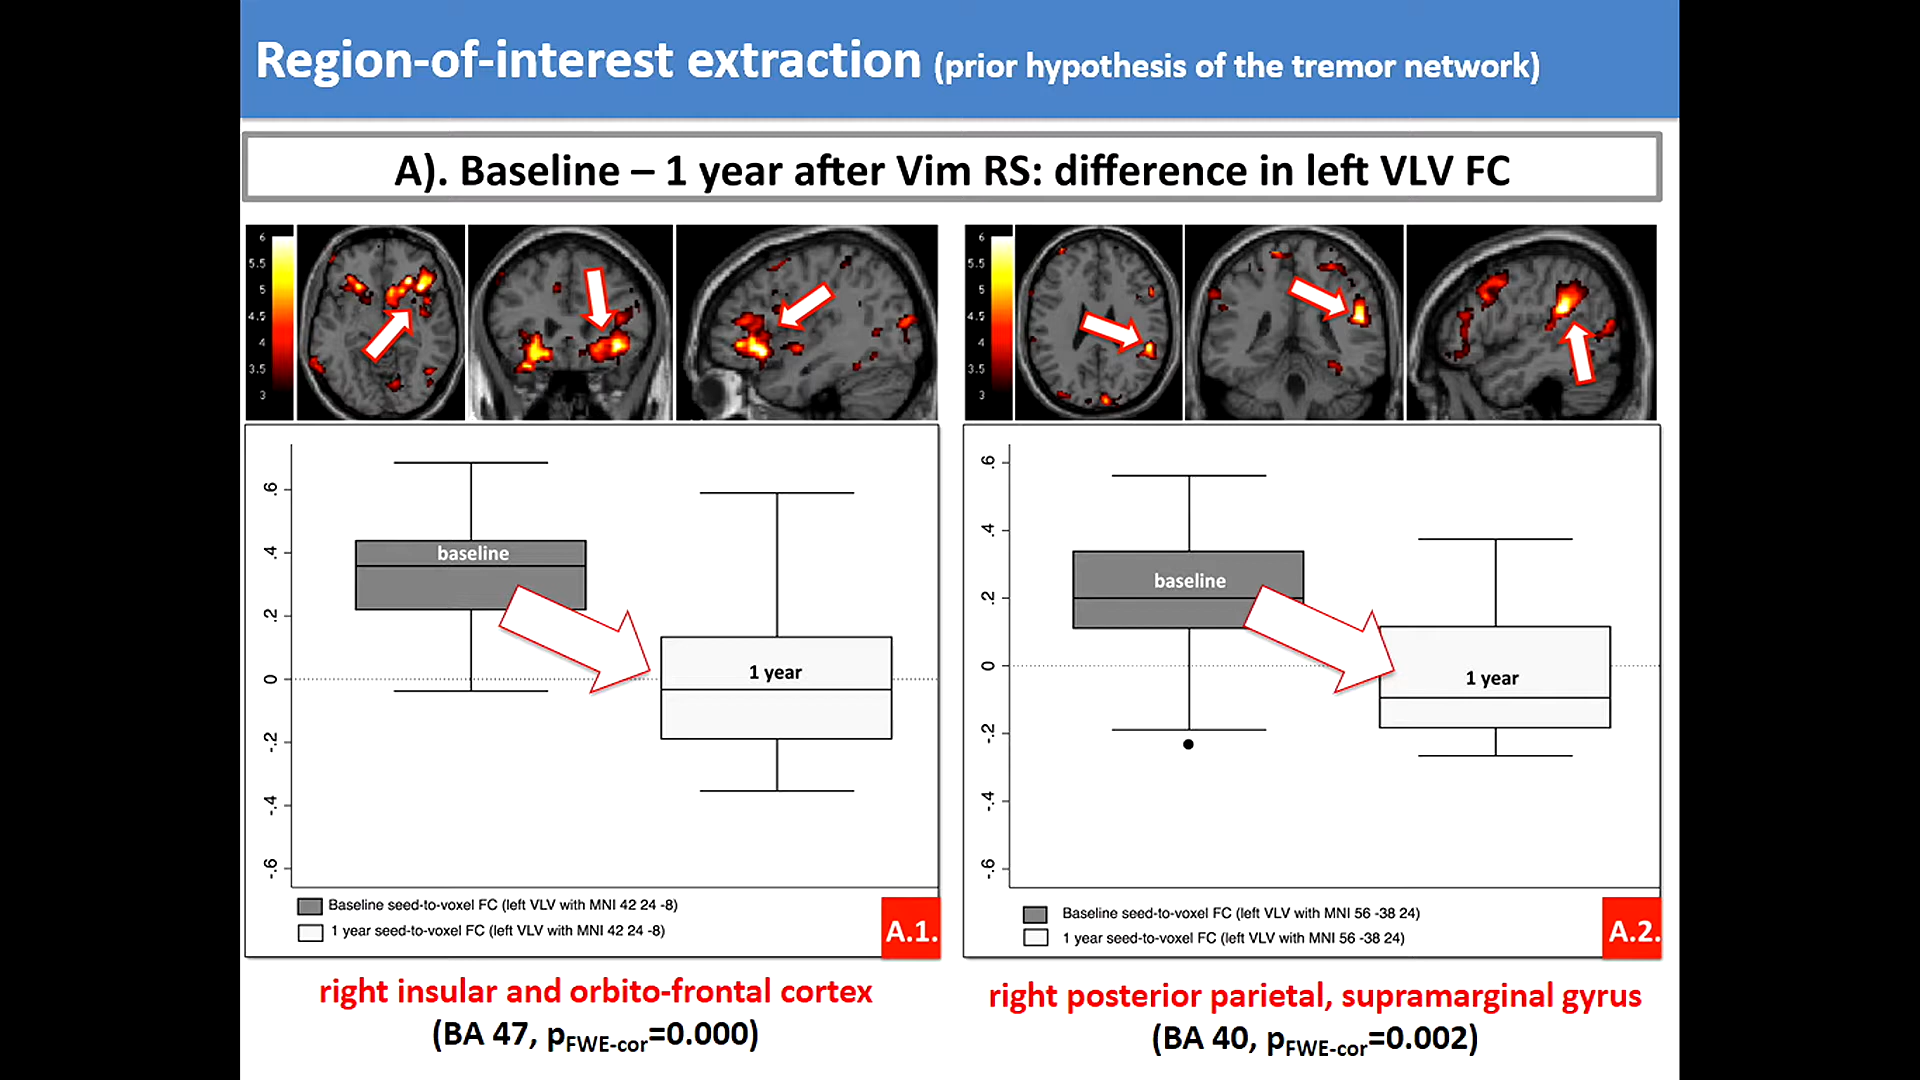 Region-of-interest extraction (prior hypothesis of the tremor network)
A). Baseline – 1 year after Vim RS: difference in left VLV FC
6
5.5
5
4.5
4
3.5
3
6
5.5
5
4.5
4
3.5
3
.6
.4
.2
0
-.2
-.4
-.6
baseline
1 year
Baseline seed-to-voxel FC (left VLV with MNI 42 24 -8)
1 year seed-to-voxel FC (left VLV with MNI 42 24 -8)
A.1.
.6
.4
.2
0
-.2
-.4
-.6
baseline
1 year
Baseline seed-to-voxel FC (left VLV with MNI 56 -38 24)
1 year seed-to-voxel FC (left VLV with MNI 56 -38 24)
A.2.
right insular and orbito-frontal cortex
(BA 47, pFWE-cor=0.000)
right posterior parietal, supramarginal gyrus
(BA 40, pFWE-cor=0.002)